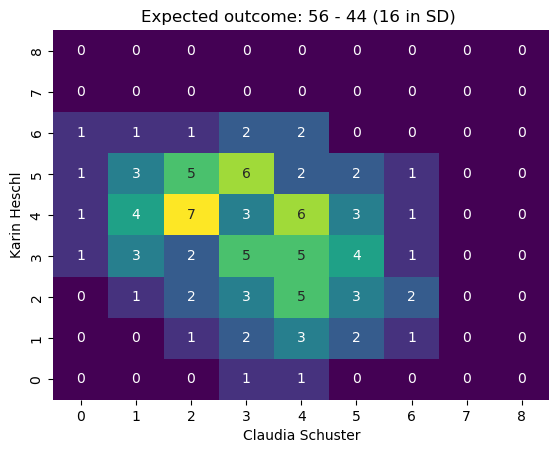 Expected outcome: 56 - 44 (16 in SD)
Karin Heschl
8 0 0 0 0 0 0 0 0 0
7 0 0 0 0 0 0 0 0 0
6 1 1 1 2 2 0 0 0 0
5 1 3 5 6 2 2 1 0 0
4 1 4 7 3 6 3 1 0 0
3 1 3 2 5 5 4 1 0 0
2 0 1 2 3 5 3 2 0 0
1 0 0 1 2 3 2 1 0 0
0 0 0 0 1 1 0 0 0 0
0 1 2 3 4 5 6 7 8
Claudia Schuster